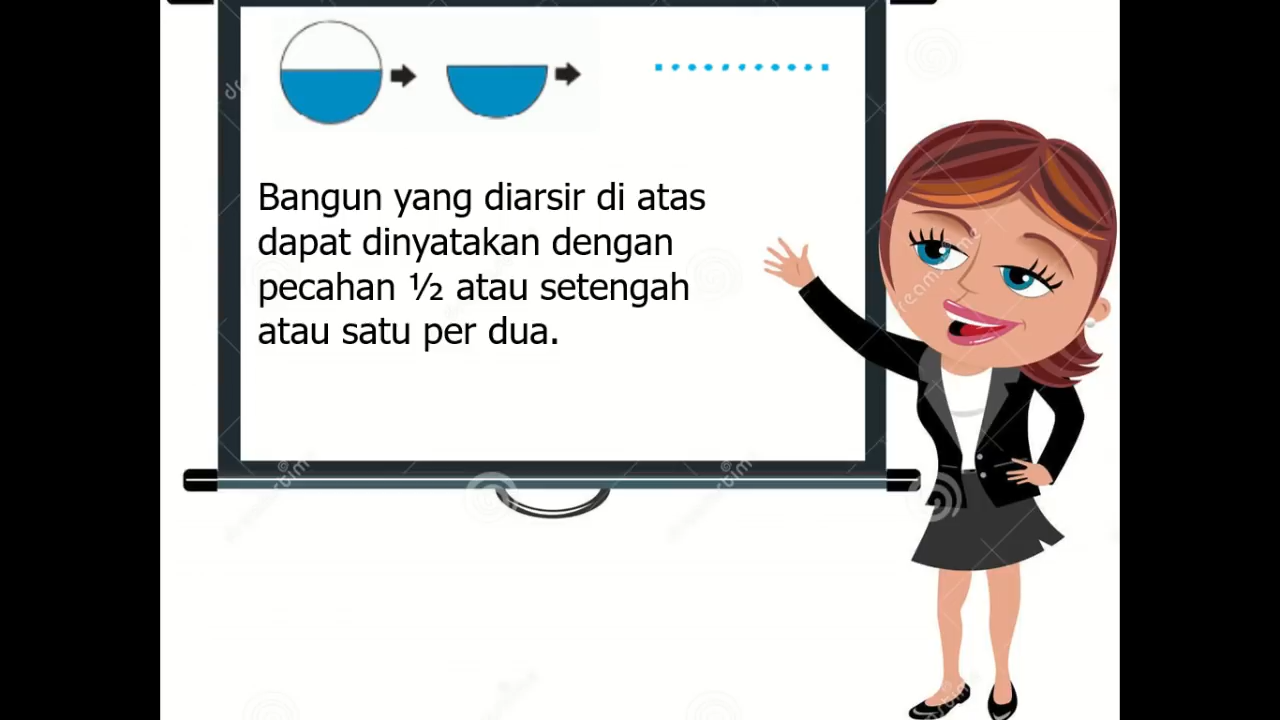 Bangun yang diarsir di atas
dapat dinyatakan dengan
pecahan ½ atau setengah
atau satu per dua.